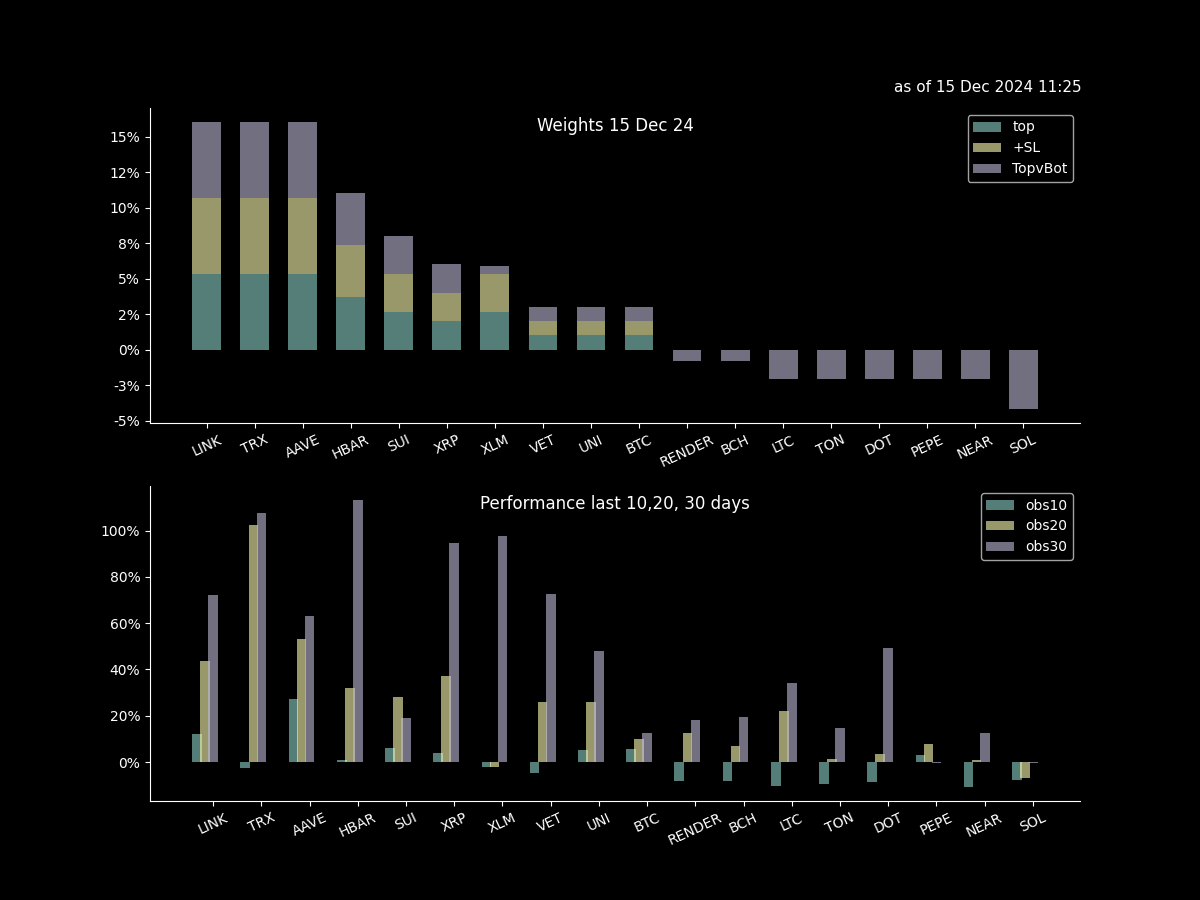 as of 15 Dec 2024 11:25
Weights 15 Dec 24
top
+SL
TopvBot
15%
12%
10%
8%
5%
2%
0%
-3%
-5%
LINK TRX AAVE HBAR SUI XRP XLM VET UNI BTC RENDER BCH LTC TON DOT PEPE NEAR SOL
Performance last 10,20, 30 days
obs10
obs20
obs30
100%
80%
60%
40%
20%
0%
LINK TRX AAVE HBAR SUI XRP XLM VET UNI BTC RENDER BCH LTC TON DOT PEPE NEAR SOL